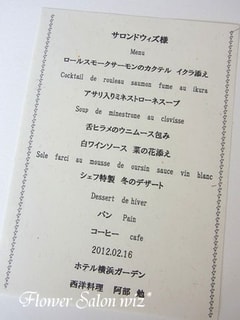 サロンドウィズ様
Menu
ロールスモークサーモンのカクテル イクラ添え
Cocktail de rouleau saumon fume au ikura
アサリ入りミネストローネスープ
Soup de minestrone au clovisse
舌ヒラメのウニムース包み
白ワインソース 菜の花添え
Sole farci au mousse de oursin sauce vin blanc
シェフ特製 冬のデザート
Dessert de hiver
パン Pain
コーヒー cafe
2012.02.16
ホテル横浜ガーデン
西洋料理 阿部 勉
Flower Salon wiz*